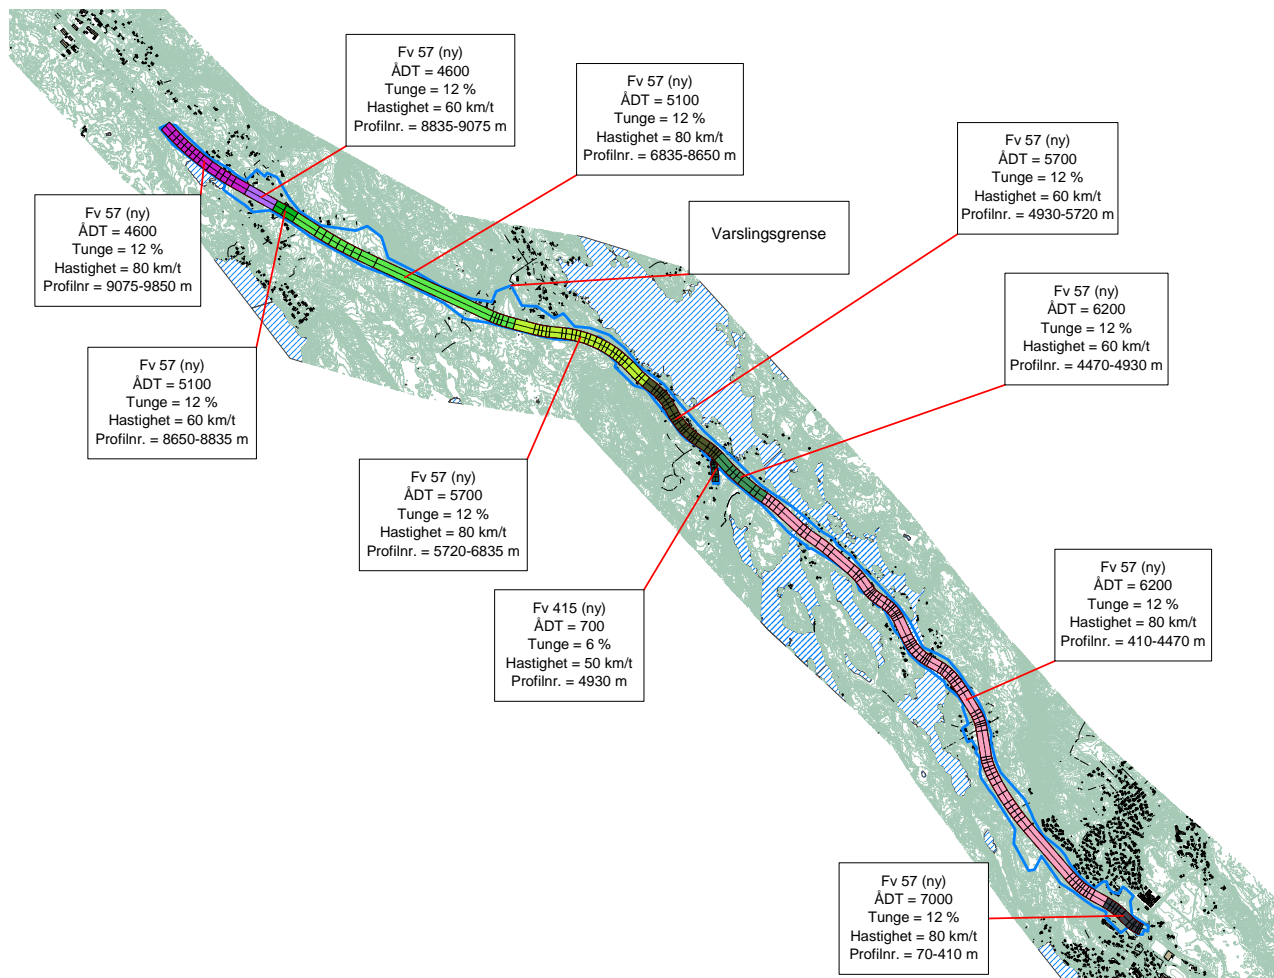 Fv 57 (ny)
ÅDT = 4600
Tunge = 12 %
Hastighet = 60 km/t
Profilnr. = 8835-9075 m
Fv 57 (ny)
ÅDT = 5100
Tunge = 12 %
Hastighet = 80 km/t
Profilnr. = 6835-8650 m
Fv 57 (ny)
ÅDT = 5700
Tunge = 12 %
Hastighet = 60 km/t
Profilnr. = 4930-5720 m
Fv 57 (ny)
ÅDT = 4600
Tunge = 12 %
Hastighet = 80 km/t
Profilnr. = 9075-9850 m
Varslingsgrense
Fv 57 (ny)
ÅDT = 6200
Tunge = 12 %
Hastighet = 60 km/t
Profilnr. = 4470-4930 m
Fv 57 (ny)
ÅDT = 5100
Tunge = 12 %
Hastighet = 60 km/t
Profilnr. = 8650-8835 m
Fv 57 (ny)
ÅDT = 5700
Tunge = 12 %
Hastighet = 80 km/t
Profilnr. = 5720-6835 m
Fv 415 (ny)
ÅDT = 700
Tunge = 6 %
Hastighet = 50 km/t
Profilnr. = 4930 m
Fv 57 (ny)
ÅDT = 6200
Tunge = 12 %
Hastighet = 80 km/t
Profilnr. = 410-4470 m
Fv 57 (ny)
ÅDT = 7000
Tunge = 12 %
Hastighet = 80 km/t
Profilnr. = 70-410 m